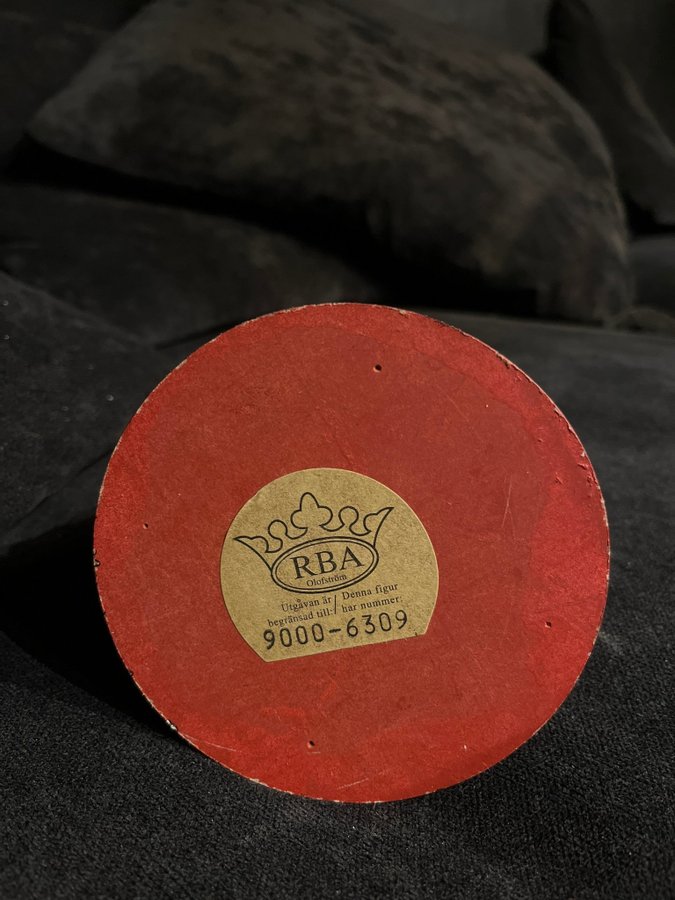 RBA
Olofström
Utgåvan är / Denna figur
begränsad till: / har nummer:
9000-6309